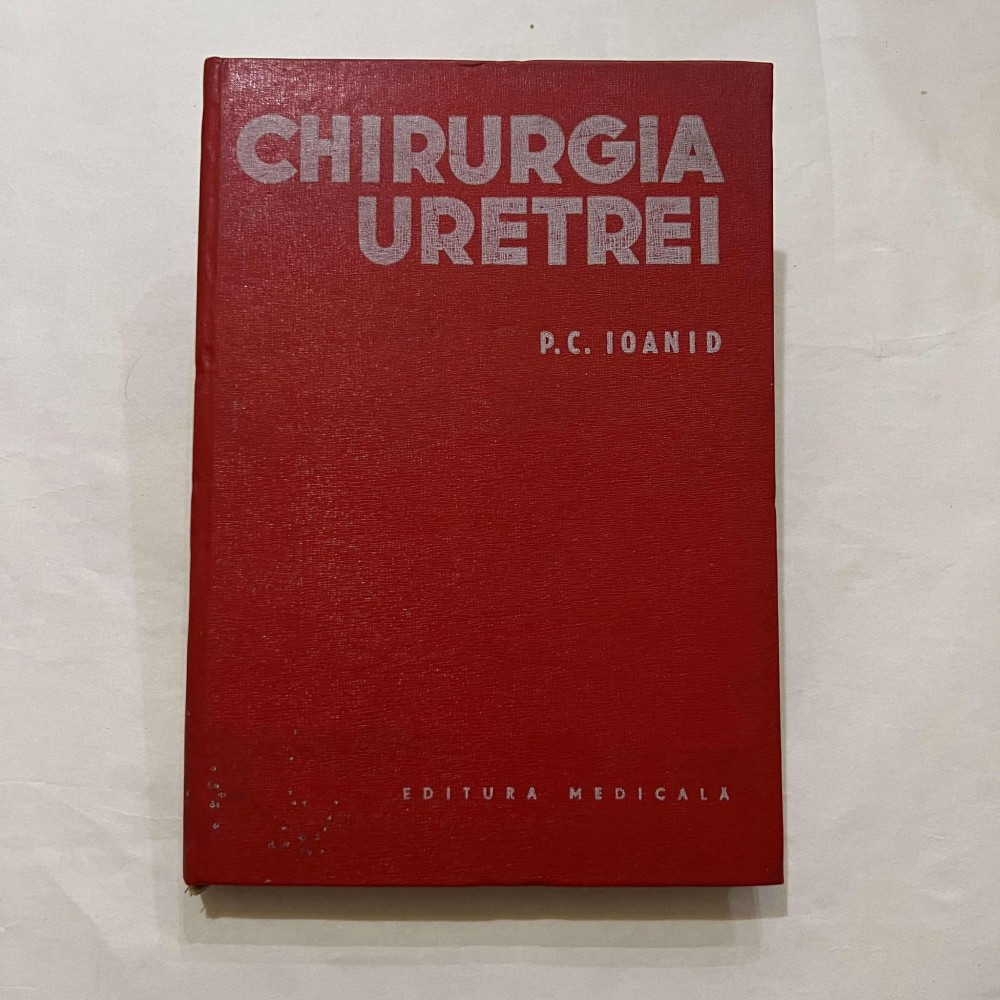 CHIRURGIA
URETREI
P.C. IOANID
EDITURA MEDICALĂ